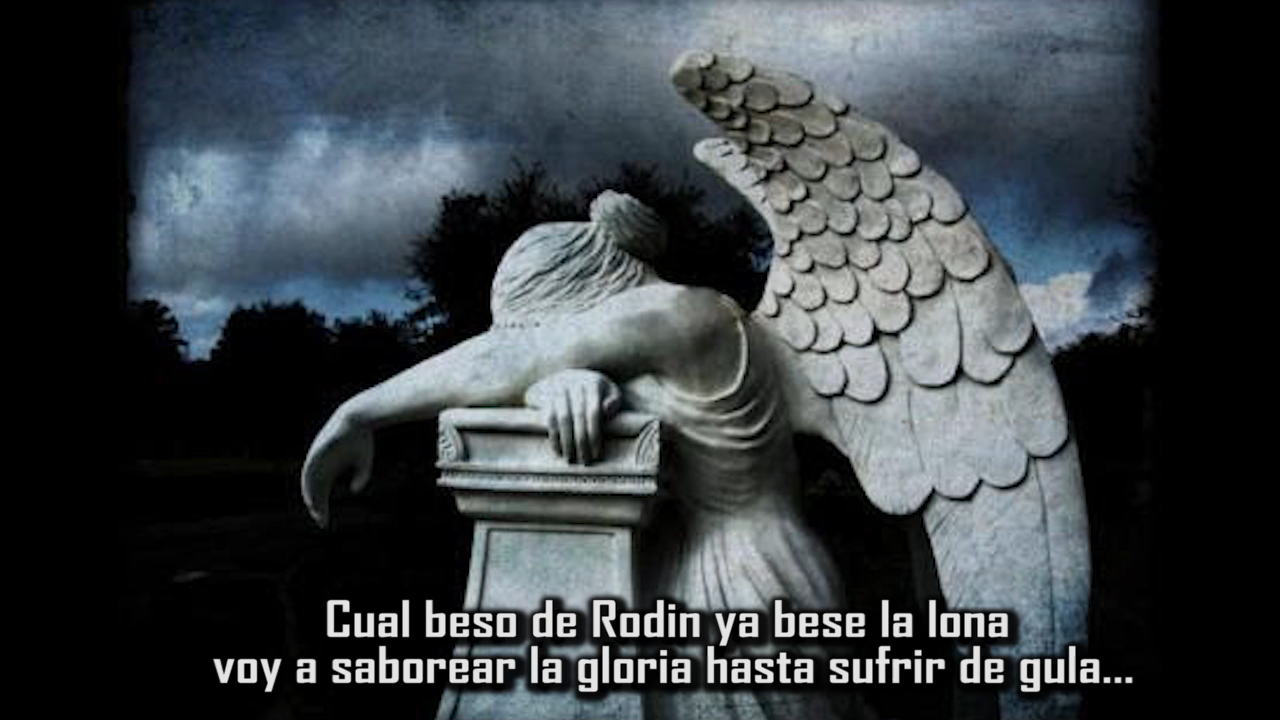 Cual beso de Rodin ya bese la lona
voy a saborear la gloria hasta sufrir de gula...